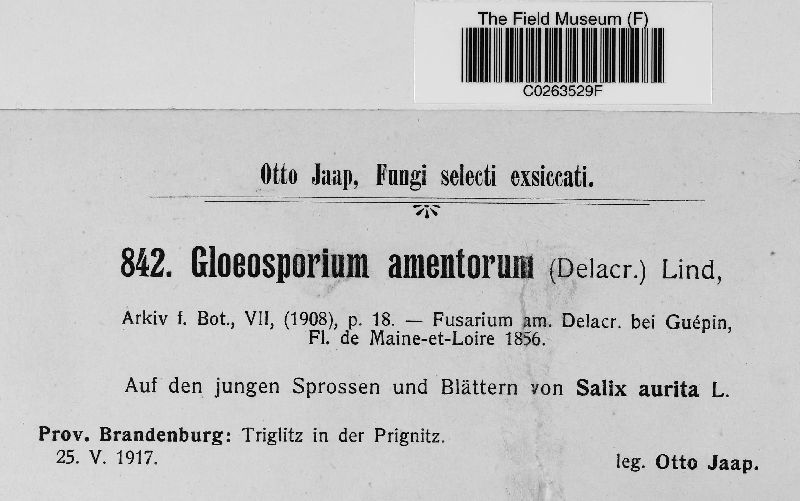 The Field Museum (F)
C0263529F
Otto Jaap, Fungi selecti exsiccati.
842. Gloeosporium amentorum (Delacr.) Lind,
Arkiv f. Bot., VII, (1908), p. 18. — Fusarium am. Delacr. bei Guépin,
Fl. de Maine-et-Loire 1856.
Auf den jungen Sprossen und Blättern von Salix aurita L.
Prov. Brandenburg: Triglitz in der Prignitz.
25. V. 1917.
leg. Otto Jaap.